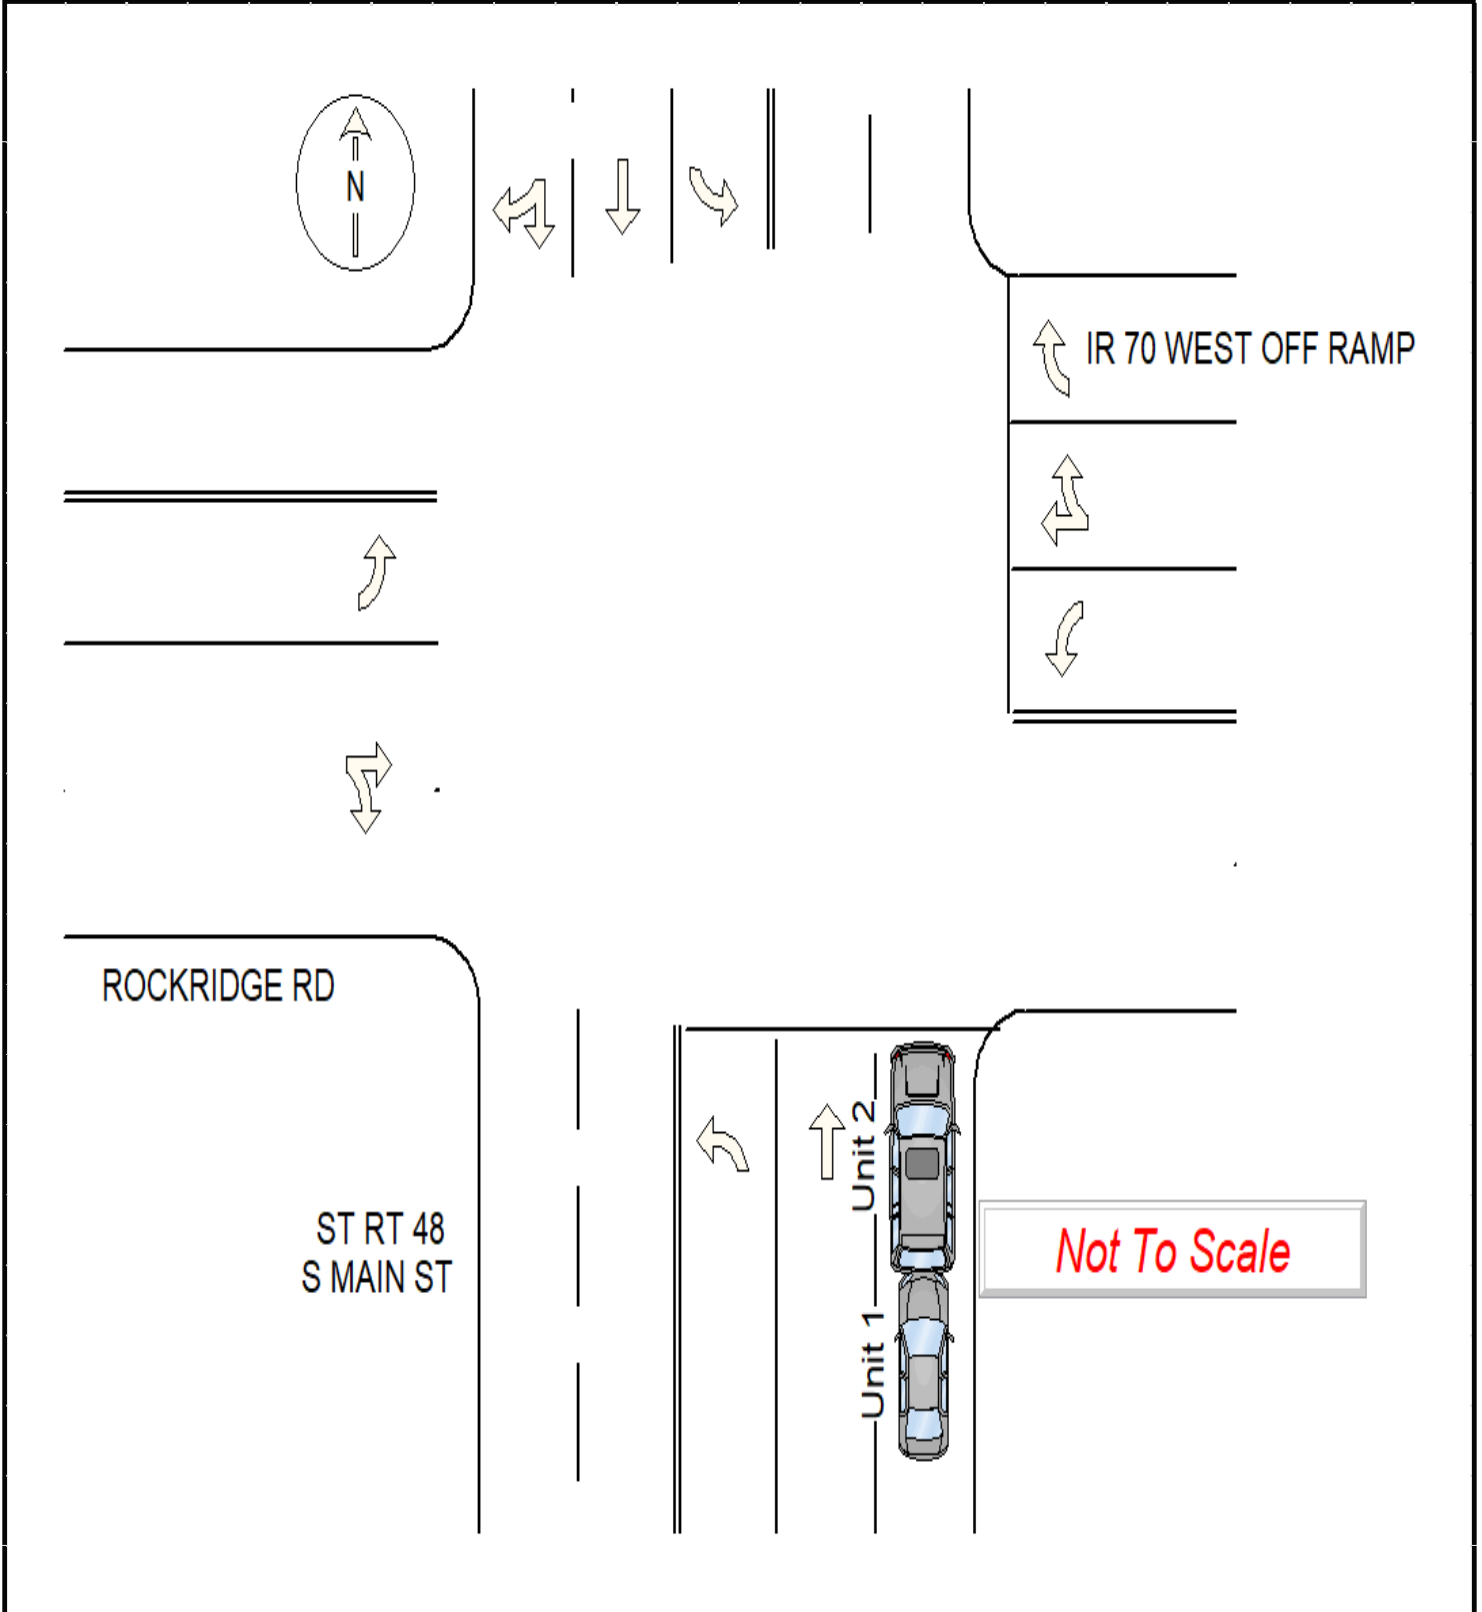 N
IR 70 WEST OFF RAMP
ROCKRIDGE RD
Unit 2
ST RT 48
S MAIN ST
Not To Scale
Unit 1